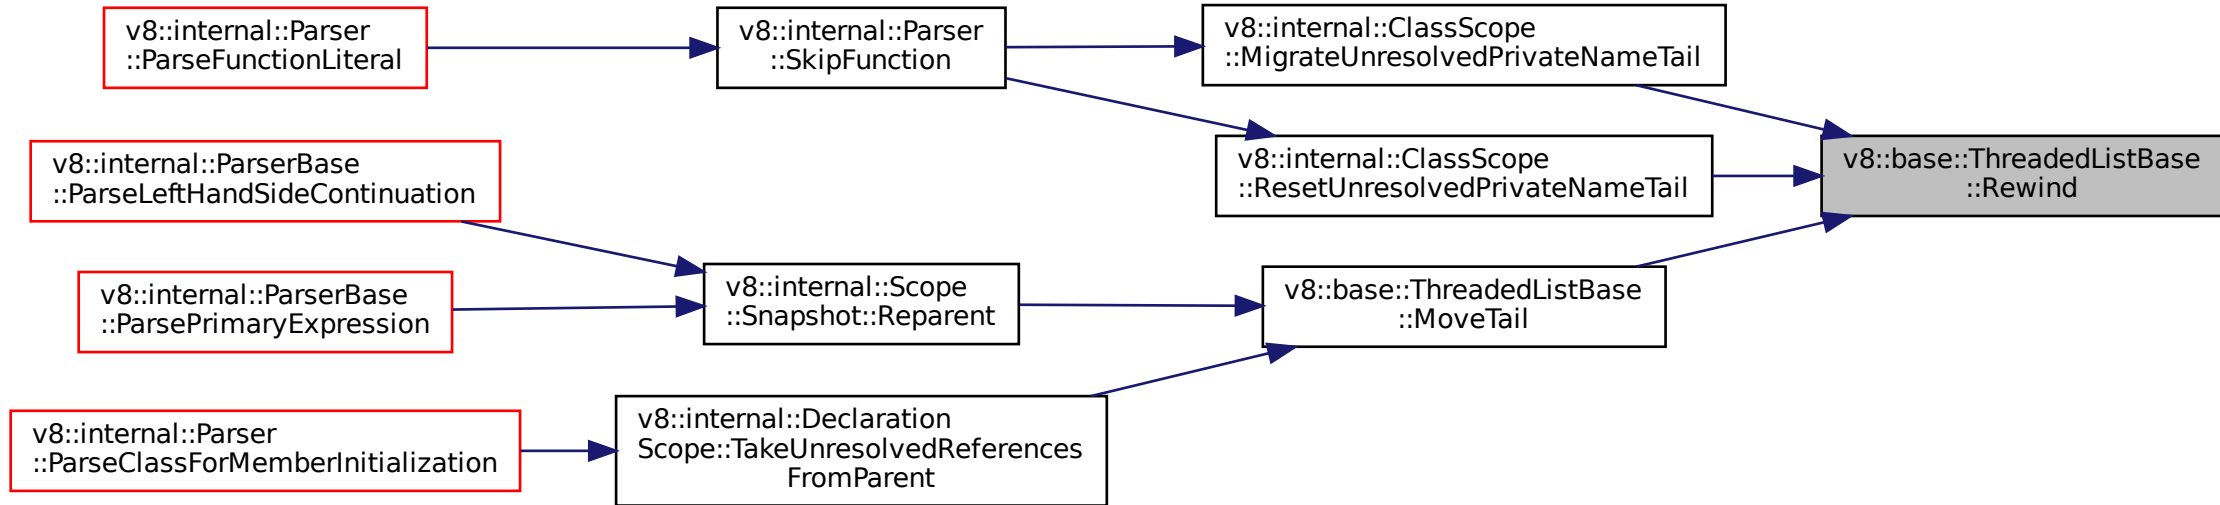 v8::internal::Parser
::ParseFunctionLiteral
v8::internal::Parser
::SkipFunction
v8::internal::ClassScope
::MigrateUnresolvedPrivateNameTail
v8::internal::ParserBase
::ParseLeftHandSideContinuation
v8::internal::ClassScope
::ResetUnresolvedPrivateNameTail
v8::base::ThreadedListBase
::Rewind
v8::internal::ParserBase
::ParsePrimaryExpression
v8::internal::Scope
::Snapshot::Reparent
v8::base::ThreadedListBase
::MoveTail
v8::internal::Parser
::ParseClassForMemberInitialization
v8::internal::Declaration
Scope::TakeUnresolvedReferences
FromParent